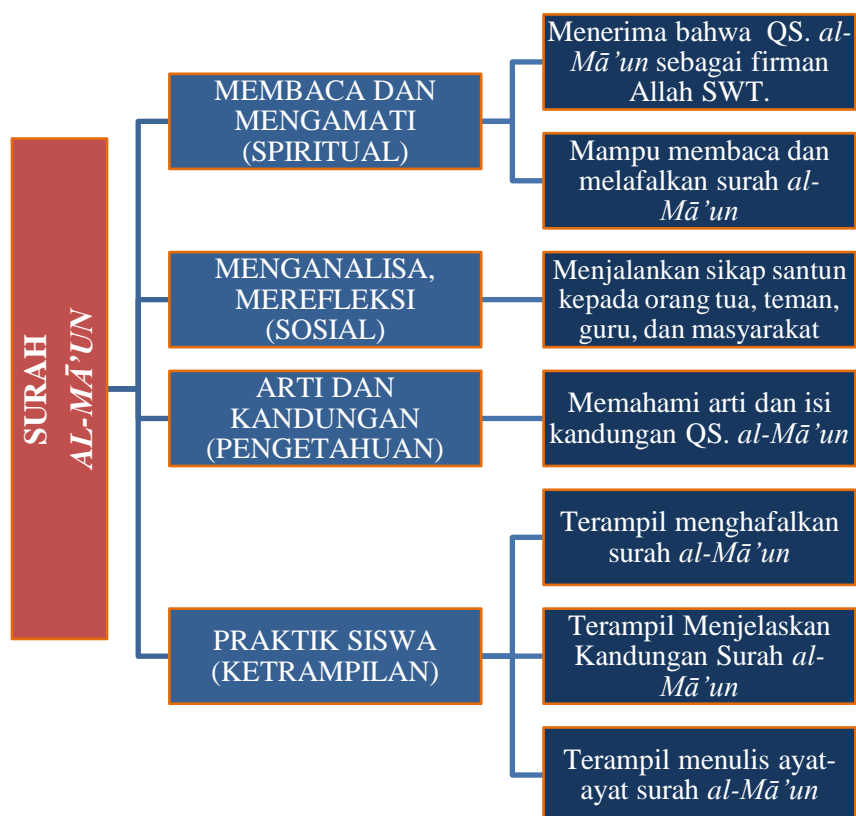 SURAH
AL-MĀ’UN
MEMBACA DAN
MENGAMATI
(SPIRITUAL)
Menerima bahwa QS. al-
Mā’un sebagai firman
Allah SWT.
Mampu membaca dan
melafalkan surah al-
Mā’un
MENGANALISA,
MEREFLEKSI
(SOSIAL)
Menjalankan sikap santun
kepada orang tua, teman,
guru, dan masyarakat
ARTI DAN
KANDUNGAN
(PENGETAHUAN)
Memahami arti dan isi
kandungan QS. al-Mā’un
PRAKTIK SISWA
(KETRAMPILAN)
Terampil menghafalkan
surah al-Mā’un
Terampil Menjelaskan
Kandungan Surah al-
Mā’un
Terampil menulis ayat-
ayat surah al-Mā’un